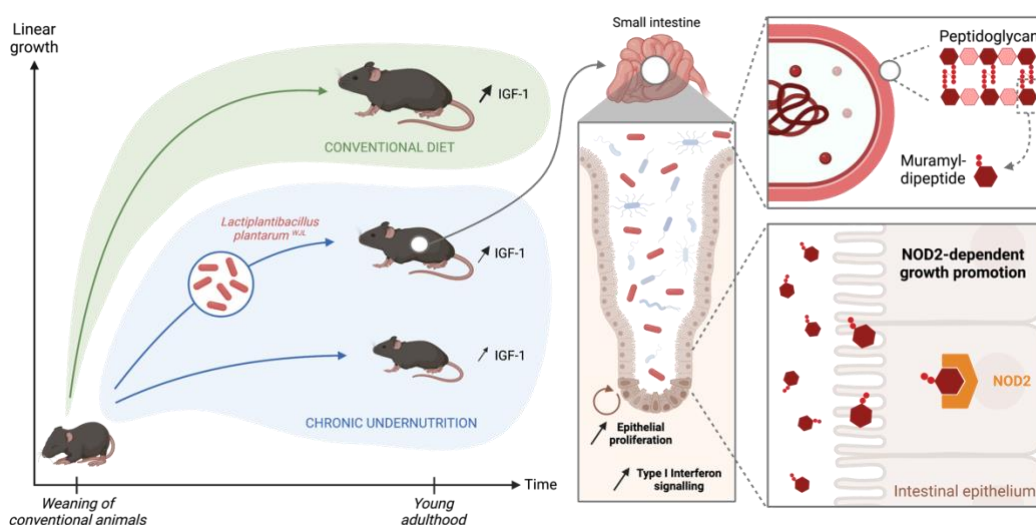 Linear
growth
IGF-1
CONVENTIONAL DIET
Lactiplantibacillus
plantarum WJL
IGF-1
IGF-1
CHRONIC UNDERNUTRITION
Time
Weaning of
conventional animals
Young
adulthood
Small intestine
Epithelial
proliferation
Type I Interferon
signalling
Peptidoglycan
Muramyl-
dipeptide
NOD2-dependent
growth promotion
NOD2
Intestinal epithelium